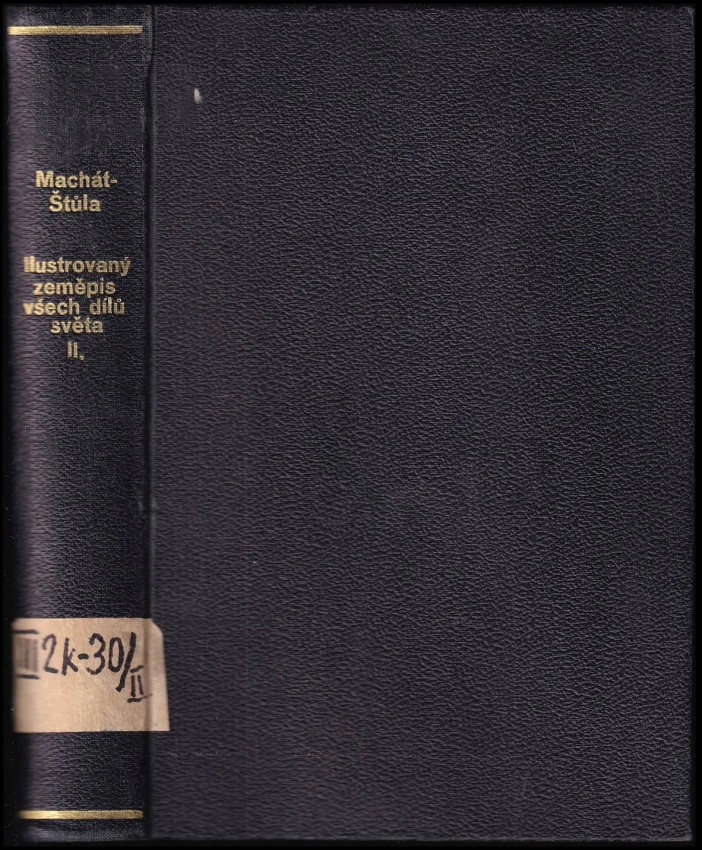 Machát-
Štůla
Ilustrovaný
zeměpis
všech dílů
světa
II.
III 2k-30/II